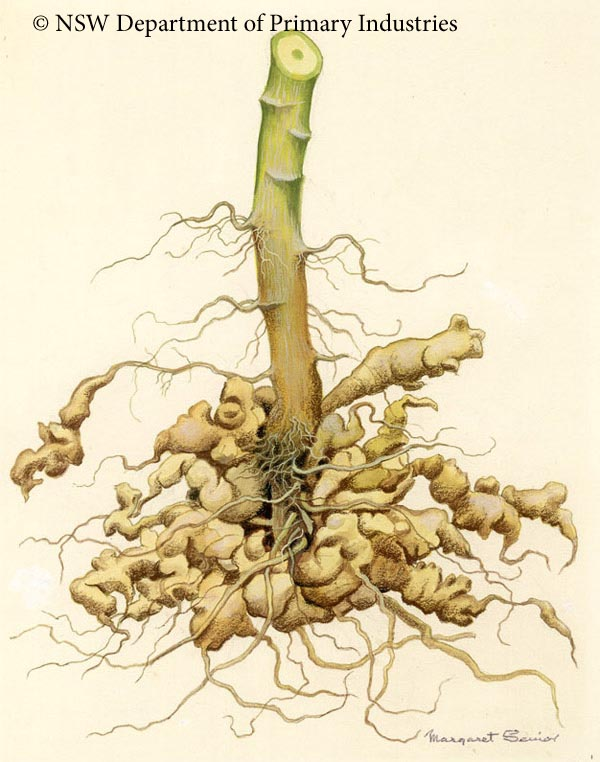 © NSW Department of Primary Industries
Margaret Senior